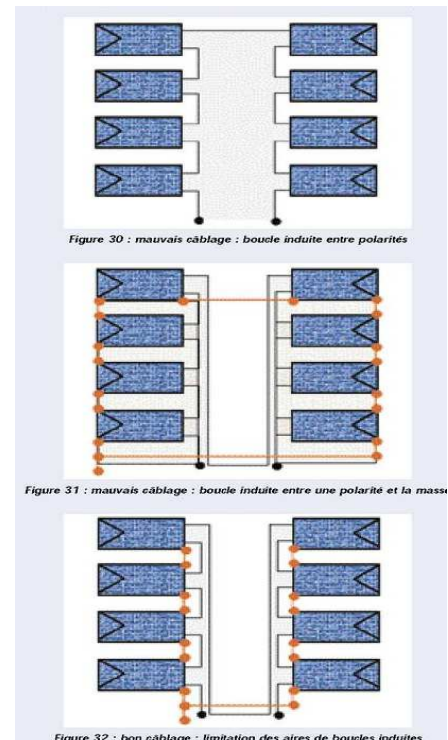 Figure 30 : mauvais câblage : boucle induite entre polarités
Figure 31 : mauvais câblage : boucle induite entre une polarité et la masse
Figure 32 : bon câblage : limitation des aires de boucles induites